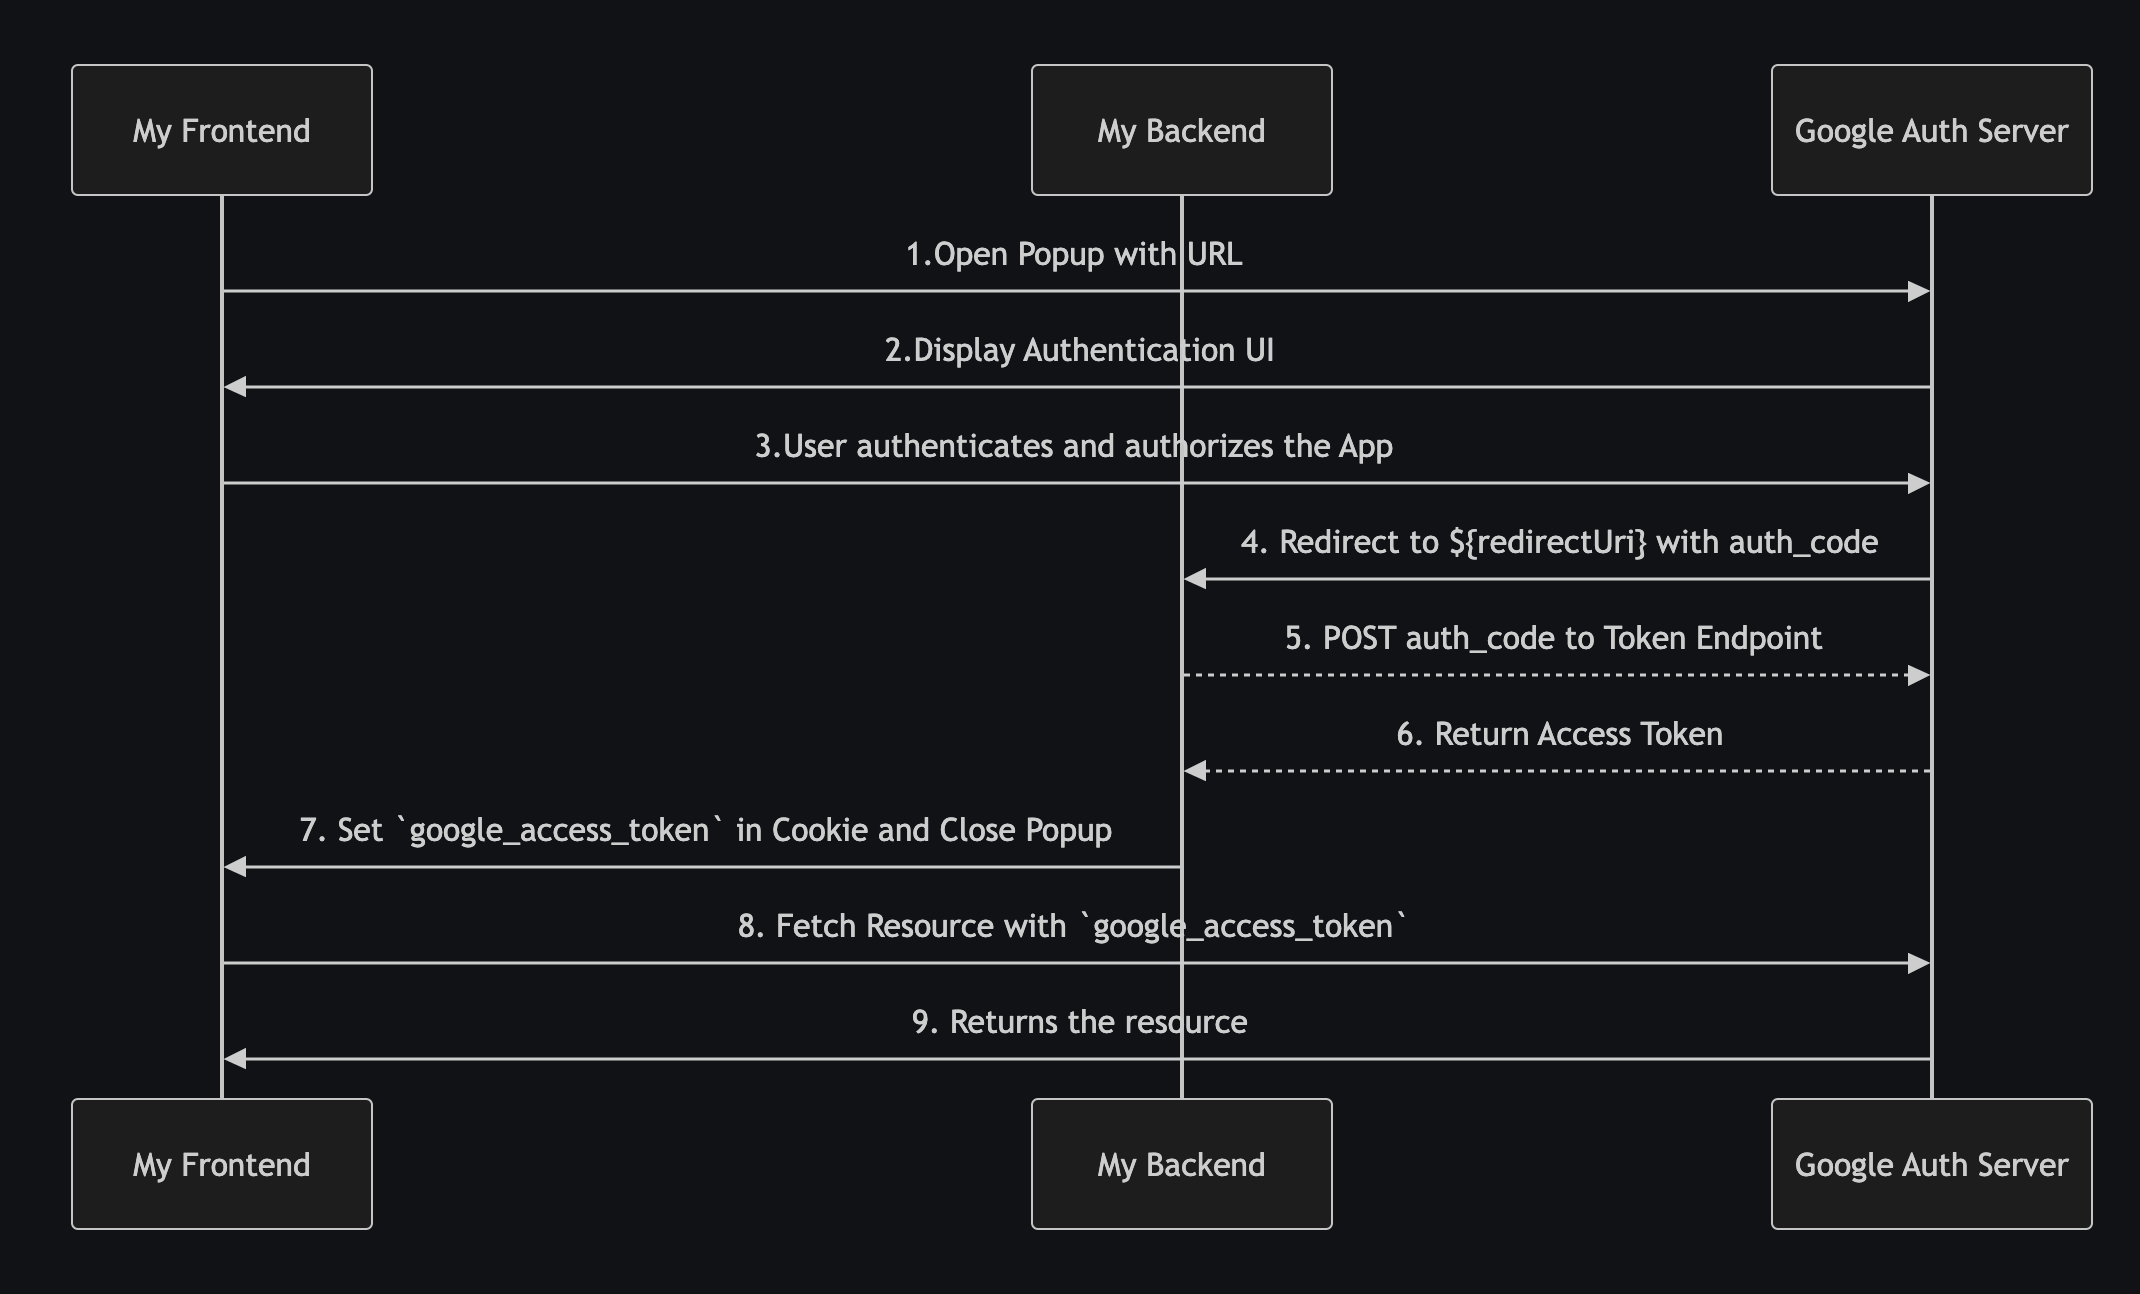 My Frontend
My Backend
Google Auth Server
1.Open Popup with URL
2.Display Authentication UI
3.User authenticates and authorizes the App
4. Redirect to ${redirectUri} with auth_code
5. POST auth_code to Token Endpoint
6. Return Access Token
7. Set `google_access_token` in Cookie and Close Popup
8. Fetch Resource with `google_access_token`
9. Returns the resource
My Frontend
My Backend
Google Auth Server